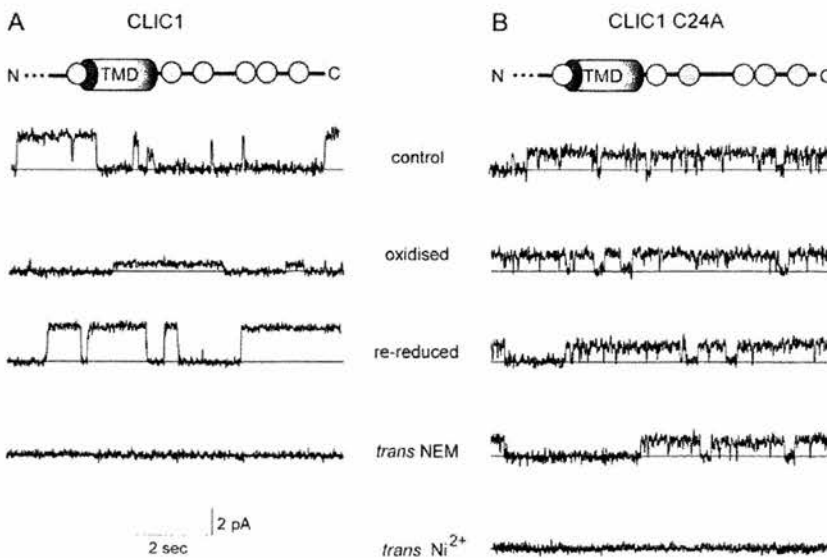 A CLIC1
B CLIC1 C24A
N TMD C
N TMD C
control
oxidised
re-reduced
trans NEM
trans Ni2+
2 pA
2 sec